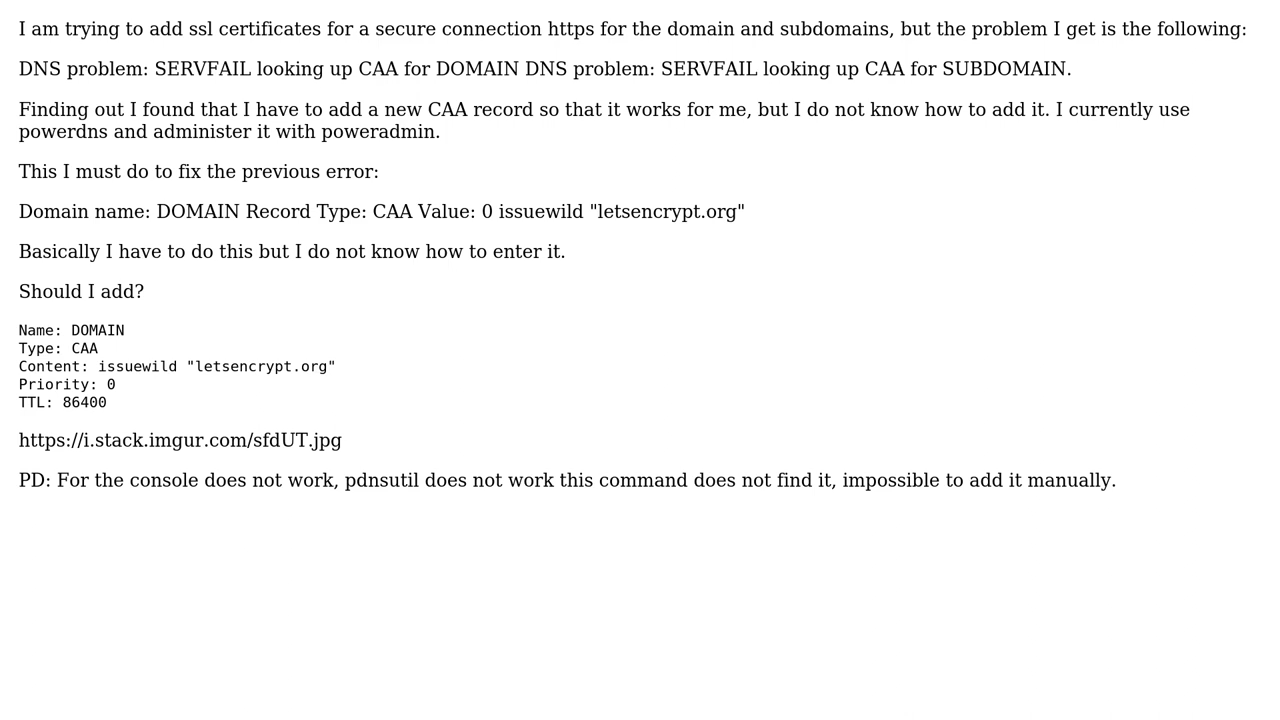 I am trying to add ssl certificates for a secure connection https for the domain and subdomains, but the problem I get is the following:
DNS problem: SERVFAIL looking up CAA for DOMAIN DNS problem: SERVFAIL looking up CAA for SUBDOMAIN.
Finding out I found that I have to add a new CAA record so that it works for me, but I do not know how to add it. I currently use
powerdns and administer it with poweradmin.
This I must do to fix the previous error:
Domain name: DOMAIN Record Type: CAA Value: 0 issuewild "letsencrypt.org"
Basically I have to do this but I do not know how to enter it.
Should I add?
Name: DOMAIN
Type: CAA
Content: issuewild "letsencrypt.org"
Priority: 0
TTL: 86400
https://i.stack.imgur.com/sfdUT.jpg
PD: For the console does not work, pdnsutil does not work this command does not find it, impossible to add it manually.